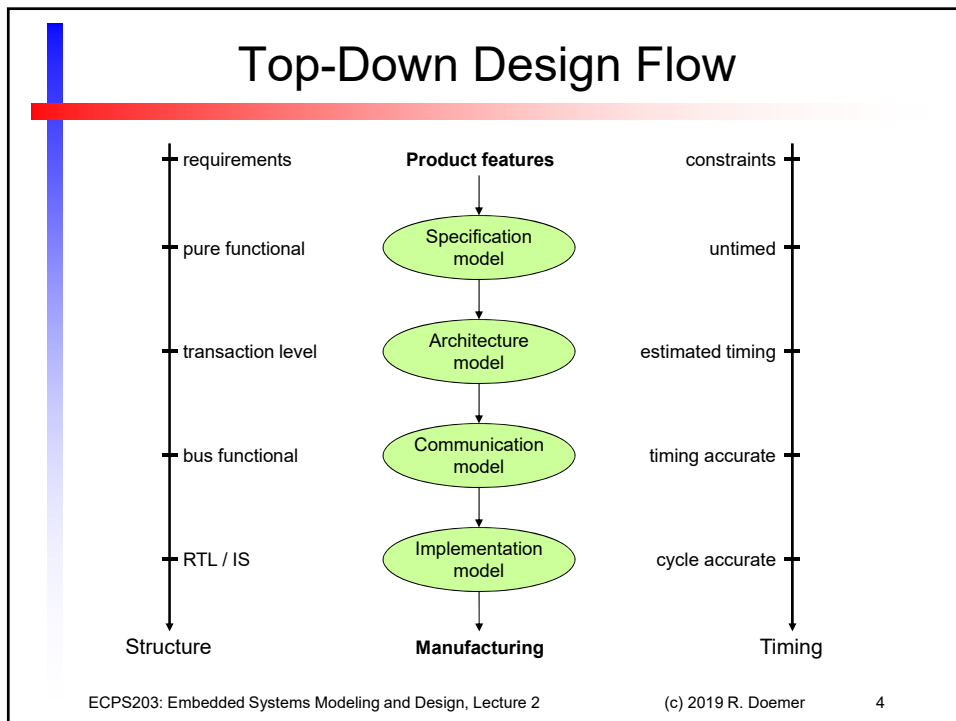 Top-Down Design Flow
requirements
Product features
constraints
pure functional
Specification
model
untimed
transaction level
Architecture
model
estimated timing
bus functional
Communication
model
timing accurate
RTL / IS
Implementation
model
cycle accurate
Structure
Manufacturing
Timing
ECPS203: Embedded Systems Modeling and Design, Lecture 2
(c) 2019 R. Doemer
4